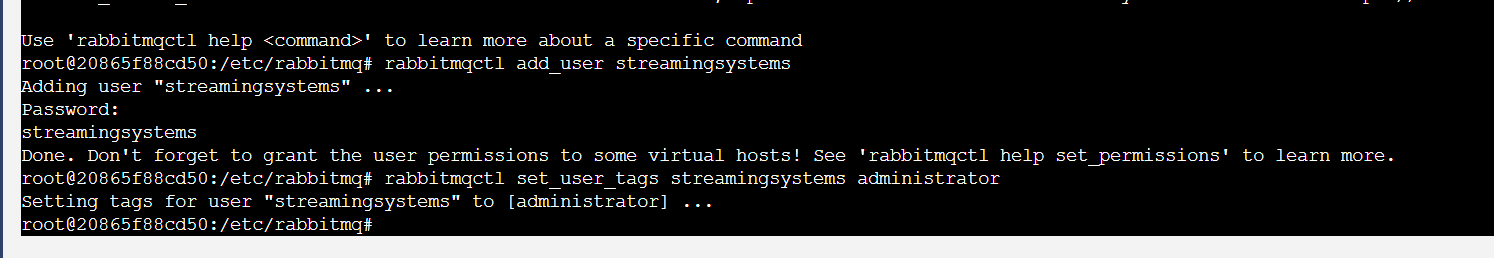 Use 'rabbitmqctl help <command>' to learn more about a specific command
root@20865f88cd50:/etc/rabbitmq# rabbitmqctl add_user streamingsystems
Adding user "streamingsystems" ...
Password:
streamingsystems
Done. Don't forget to grant the user permissions to some virtual hosts! See 'rabbitmqctl help set_permissions' to learn more.
root@20865f88cd50:/etc/rabbitmq# rabbitmqctl set_user_tags streamingsystems administrator
Setting tags for user "streamingsystems" to [administrator] ...
root@20865f88cd50:/etc/rabbitmq#